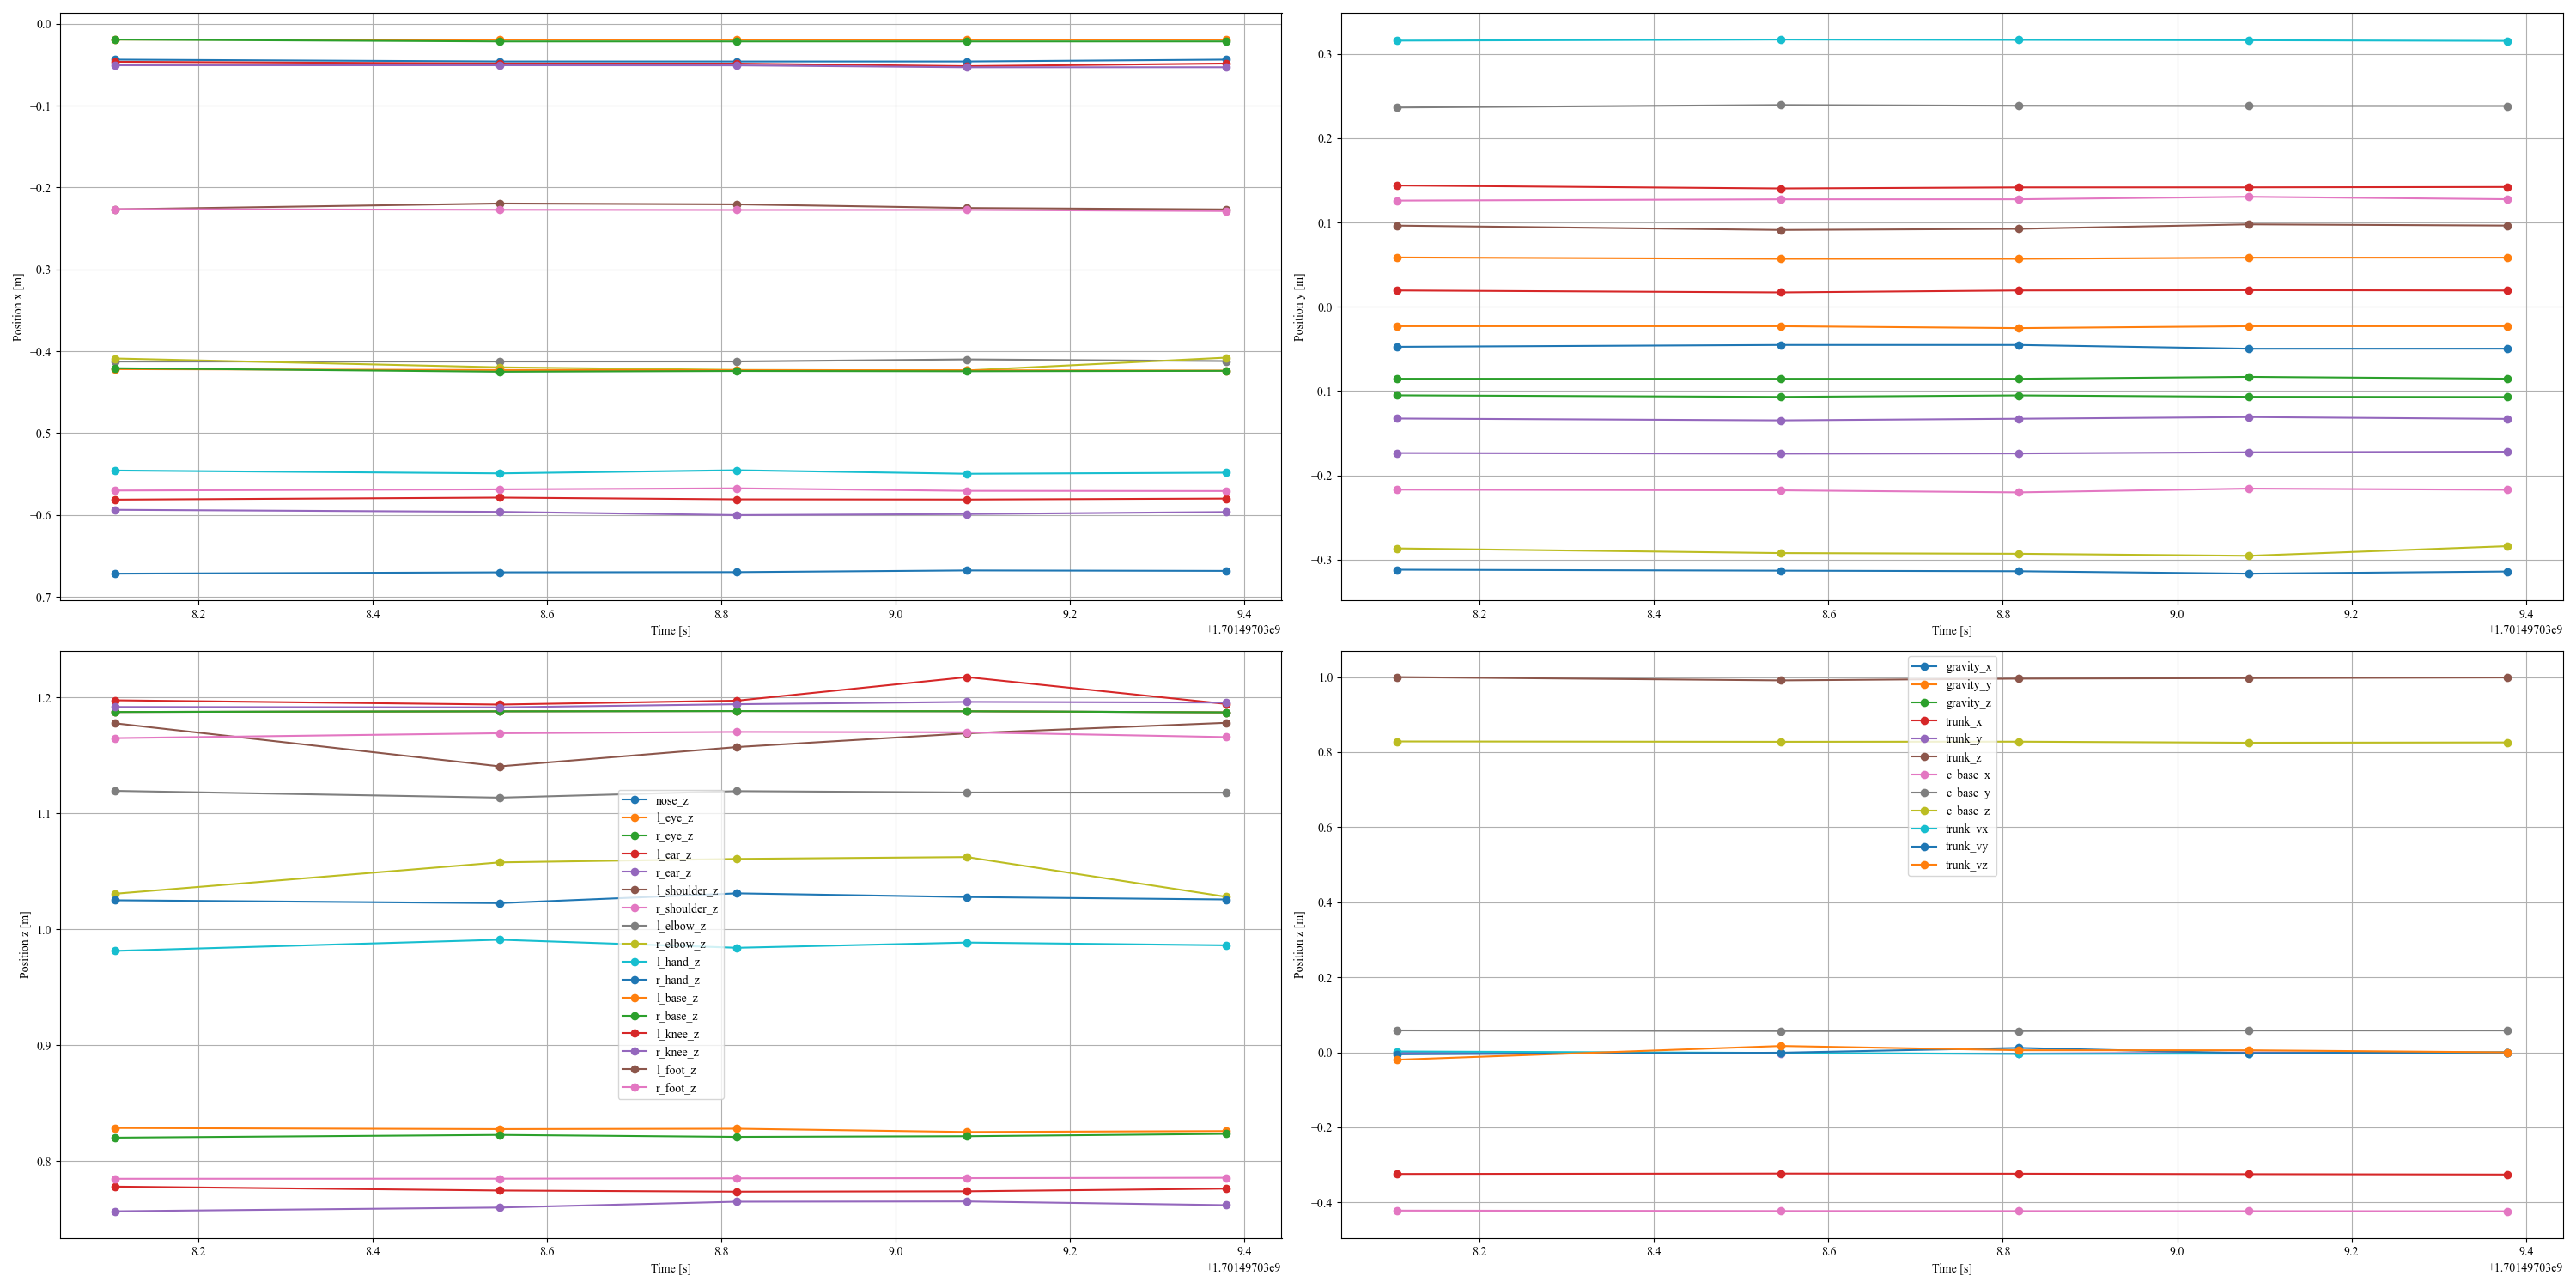 0.0
−0.1
−0.2
−0.3
−0.4
−0.5
−0.6
−0.7
Position x [m]
8.2 8.4 8.6 8.8 9.0 9.2 9.4
Time [s]
+1.70149703e9
0.3
0.2
0.1
0.0
−0.1
−0.2
−0.3
Position y [m]
8.2 8.4 8.6 8.8 9.0 9.2 9.4
Time [s]
+1.70149703e9
1.2
1.1
1.0
0.9
0.8
Position z [m]
nose_z
l_eye_z
r_eye_z
l_ear_z
r_ear_z
l_shoulder_z
r_shoulder_z
l_elbow_z
r_elbow_z
l_hand_z
r_hand_z
l_base_z
r_base_z
l_knee_z
r_knee_z
l_foot_z
r_foot_z
8.2 8.4 8.6 8.8 9.0 9.2 9.4
Time [s]
+1.70149703e9
1.0
0.8
0.6
0.4
0.2
0.0
−0.2
−0.4
Position z [m]
gravity_x
gravity_y
gravity_z
trunk_x
trunk_y
trunk_z
c_base_x
c_base_y
c_base_z
trunk_vx
trunk_vy
trunk_vz
8.2 8.4 8.6 8.8 9.0 9.2 9.4
Time [s]
+1.70149703e9